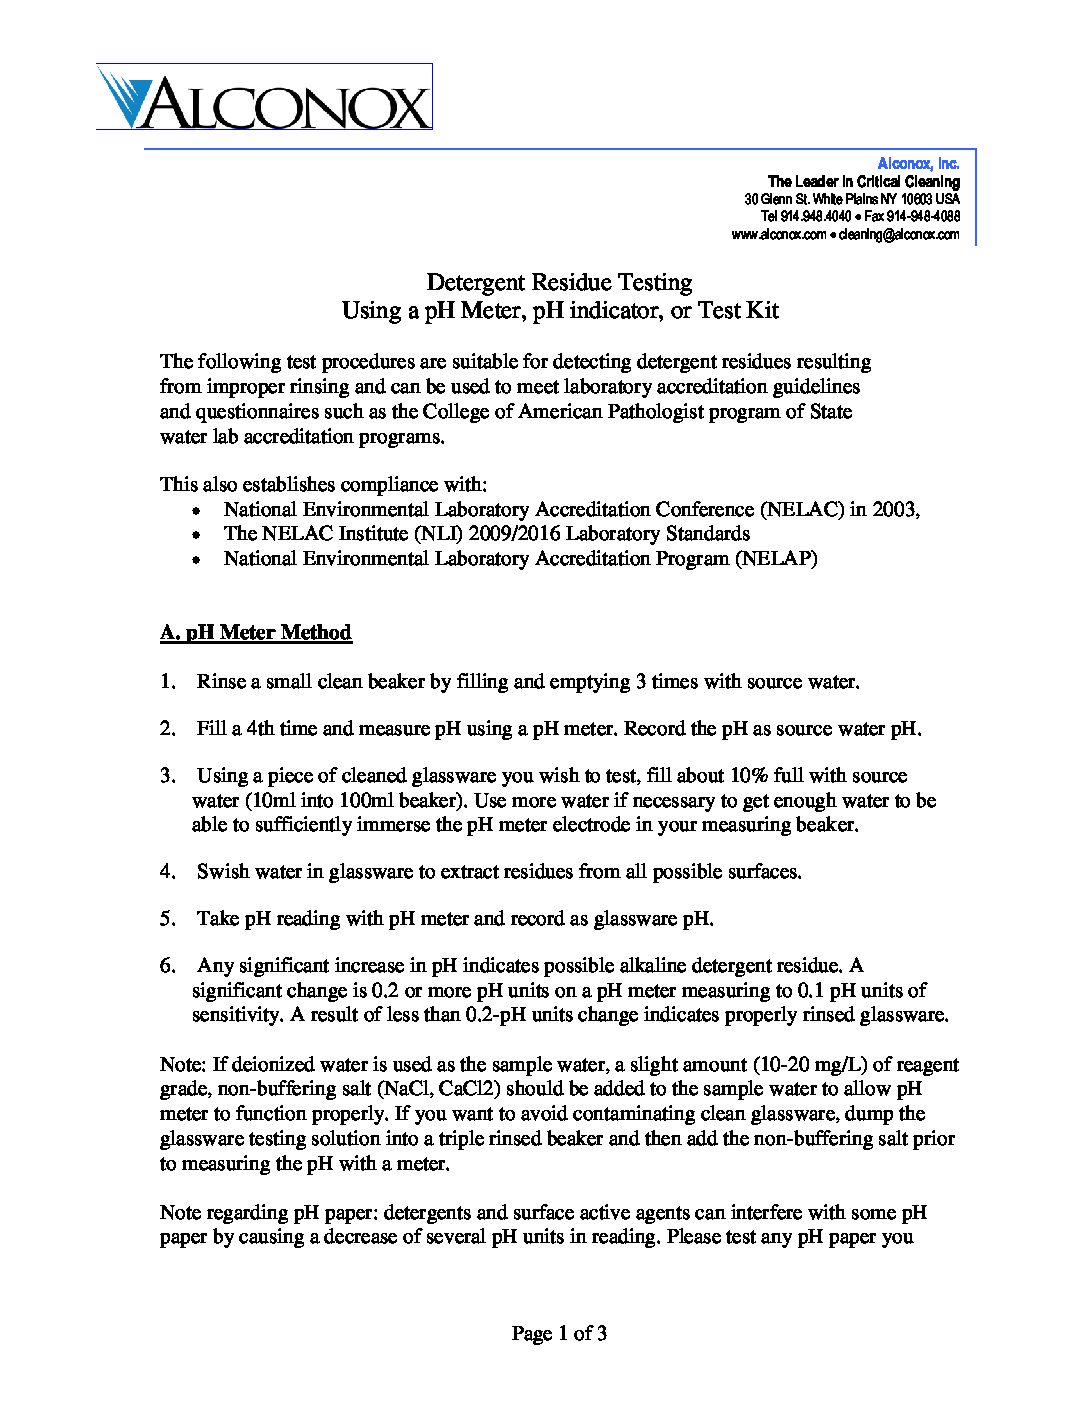 ALCONOX
Alconox, Inc.
The Leader in Critical Cleaning
30 Glenn St. White Plains NY 10603 USA
Tel 914.948.4040 • Fax 914-948-4088
www.alconox.com • cleaning@alconox.com
Detergent Residue Testing
Using a pH Meter, pH indicator, or Test Kit
The following test procedures are suitable for detecting detergent residues resulting
from improper rinsing and can be used to meet laboratory accreditation guidelines
and questionnaires such as the College of American Pathologist program of State
water lab accreditation programs.
This also establishes compliance with:
• National Environmental Laboratory Accreditation Conference (NELAC) in 2003,
• The NELAC Institute (NLI) 2009/2016 Laboratory Standards
• National Environmental Laboratory Accreditation Program (NELAP)
A. pH Meter Method
1. Rinse a small clean beaker by filling and emptying 3 times with source water.
2. Fill a 4th time and measure pH using a pH meter. Record the pH as source water pH.
3. Using a piece of cleaned glassware you wish to test, fill about 10% full with source
water (10ml into 100ml beaker). Use more water if necessary to get enough water to be
able to sufficiently immerse the pH meter electrode in your measuring beaker.
4. Swish water in glassware to extract residues from all possible surfaces.
5. Take pH reading with pH meter and record as glassware pH.
6. Any significant increase in pH indicates possible alkaline detergent residue. A
significant change is 0.2 or more pH units on a pH meter measuring to 0.1 pH units of
sensitivity. A result of less than 0.2-pH units change indicates properly rinsed glassware.
Note: If deionized water is used as the sample water, a slight amount (10-20 mg/L) of reagent
grade, non-buffering salt (NaCl, CaCl2) should be added to the sample water to allow pH
meter to function properly. If you want to avoid contaminating clean glassware, dump the
glassware testing solution into a triple rinsed beaker and then add the non-buffering salt prior
to measuring the pH with a meter.
Note regarding pH paper: detergents and surface active agents can interfere with some pH
paper by causing a decrease of several pH units in reading. Please test any pH paper you
Page 1 of 3